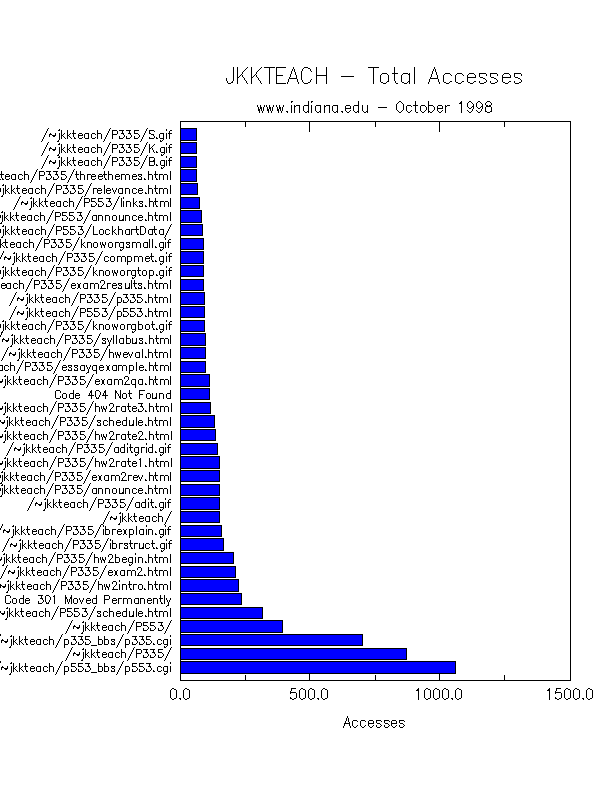 JKKTEACH – Total Accesses
www.indiana.edu – October 1998
/~jkkteach/P335/S.gif
/~jkkteach/P335/K.gif
/~jkkteach/P335/B.gif
teach/P335/threethemes.html
jkkteach/P335/relevance.html
/~jkkteach/P553/links.html
jkkteach/P553/announce.html
jkkteach/P553/LockhartData/
kteach/P335/knoworgsmall.gif
/~jkkteach/P335/compmet.gif
jkkteach/P335/knoworgtop.gif
each/P335/exam2results.html
/~jkkteach/P335/p335.html
/~jkkteach/P553/p553.html
jkkteach/P335/knoworgbot.gif
~jkkteach/P335/syllabus.html
/~jkkteach/P335/hweval.html
ach/P335/essayqexample.html
~jkkteach/P335/exam2qa.html
Code 404 Not Found
~jkkteach/P335/hw2rate3.html
~jkkteach/P335/schedule.html
~jkkteach/P335/hw2rate2.html
/~jkkteach/P335/aditgrid.gif
~jkkteach/P335/hw2rate1.html
~jkkteach/P335/exam2rev.html
jkkteach/P335/announce.html
/~jkkteach/P335/adit.gif
/~jkkteach/
~jkkteach/P335/ibrexplain.gif
/~jkkteach/P335/ibrstruct.gif
~jkkteach/P335/hw2begin.html
/~jkkteach/P335/exam2.html
~jkkteach/P335/hw2intro.html
Code 301 Moved Permanently
~jkkteach/P553/schedule.html
/~jkkteach/P553/
~jkkteach/p335_bbs/p335.cgi
/~jkkteach/P335/
~jkkteach/p553_bbs/p553.cgi
0.0 500.0 1000.0 1500.0
Accesses